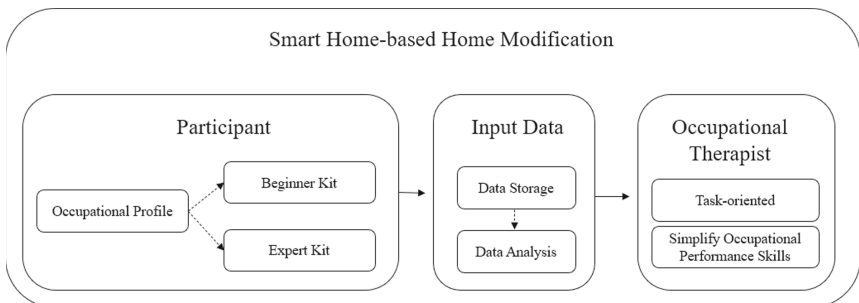 Smart Home-based Home Modification
Participant
Occupational Profile
Beginner Kit
Expert Kit
Input Data
Data Storage
Data Analysis
Occupational
Therapist
Task-oriented
Simplify Occupational
Performance Skills